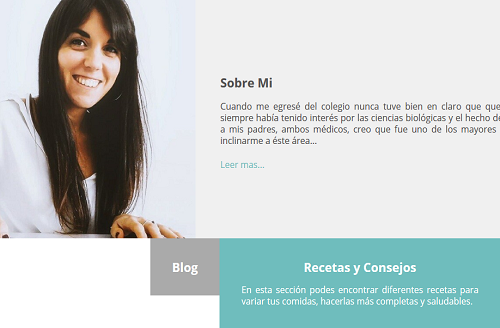 Sobre Mi
Cuando me egresé del colegio nunca tuve bien en claro que que
siempre había tenido interés por las ciencias biológicas y el hecho de
a mis padres, ambos médicos, creo que fue uno de los mayores
inclinarme a éste área...
Leer mas...
Blog
Recetas y Consejos
En esta sección podes encontrar diferentes recetas para
variar tus comidas, hacerlas más completas y saludables.